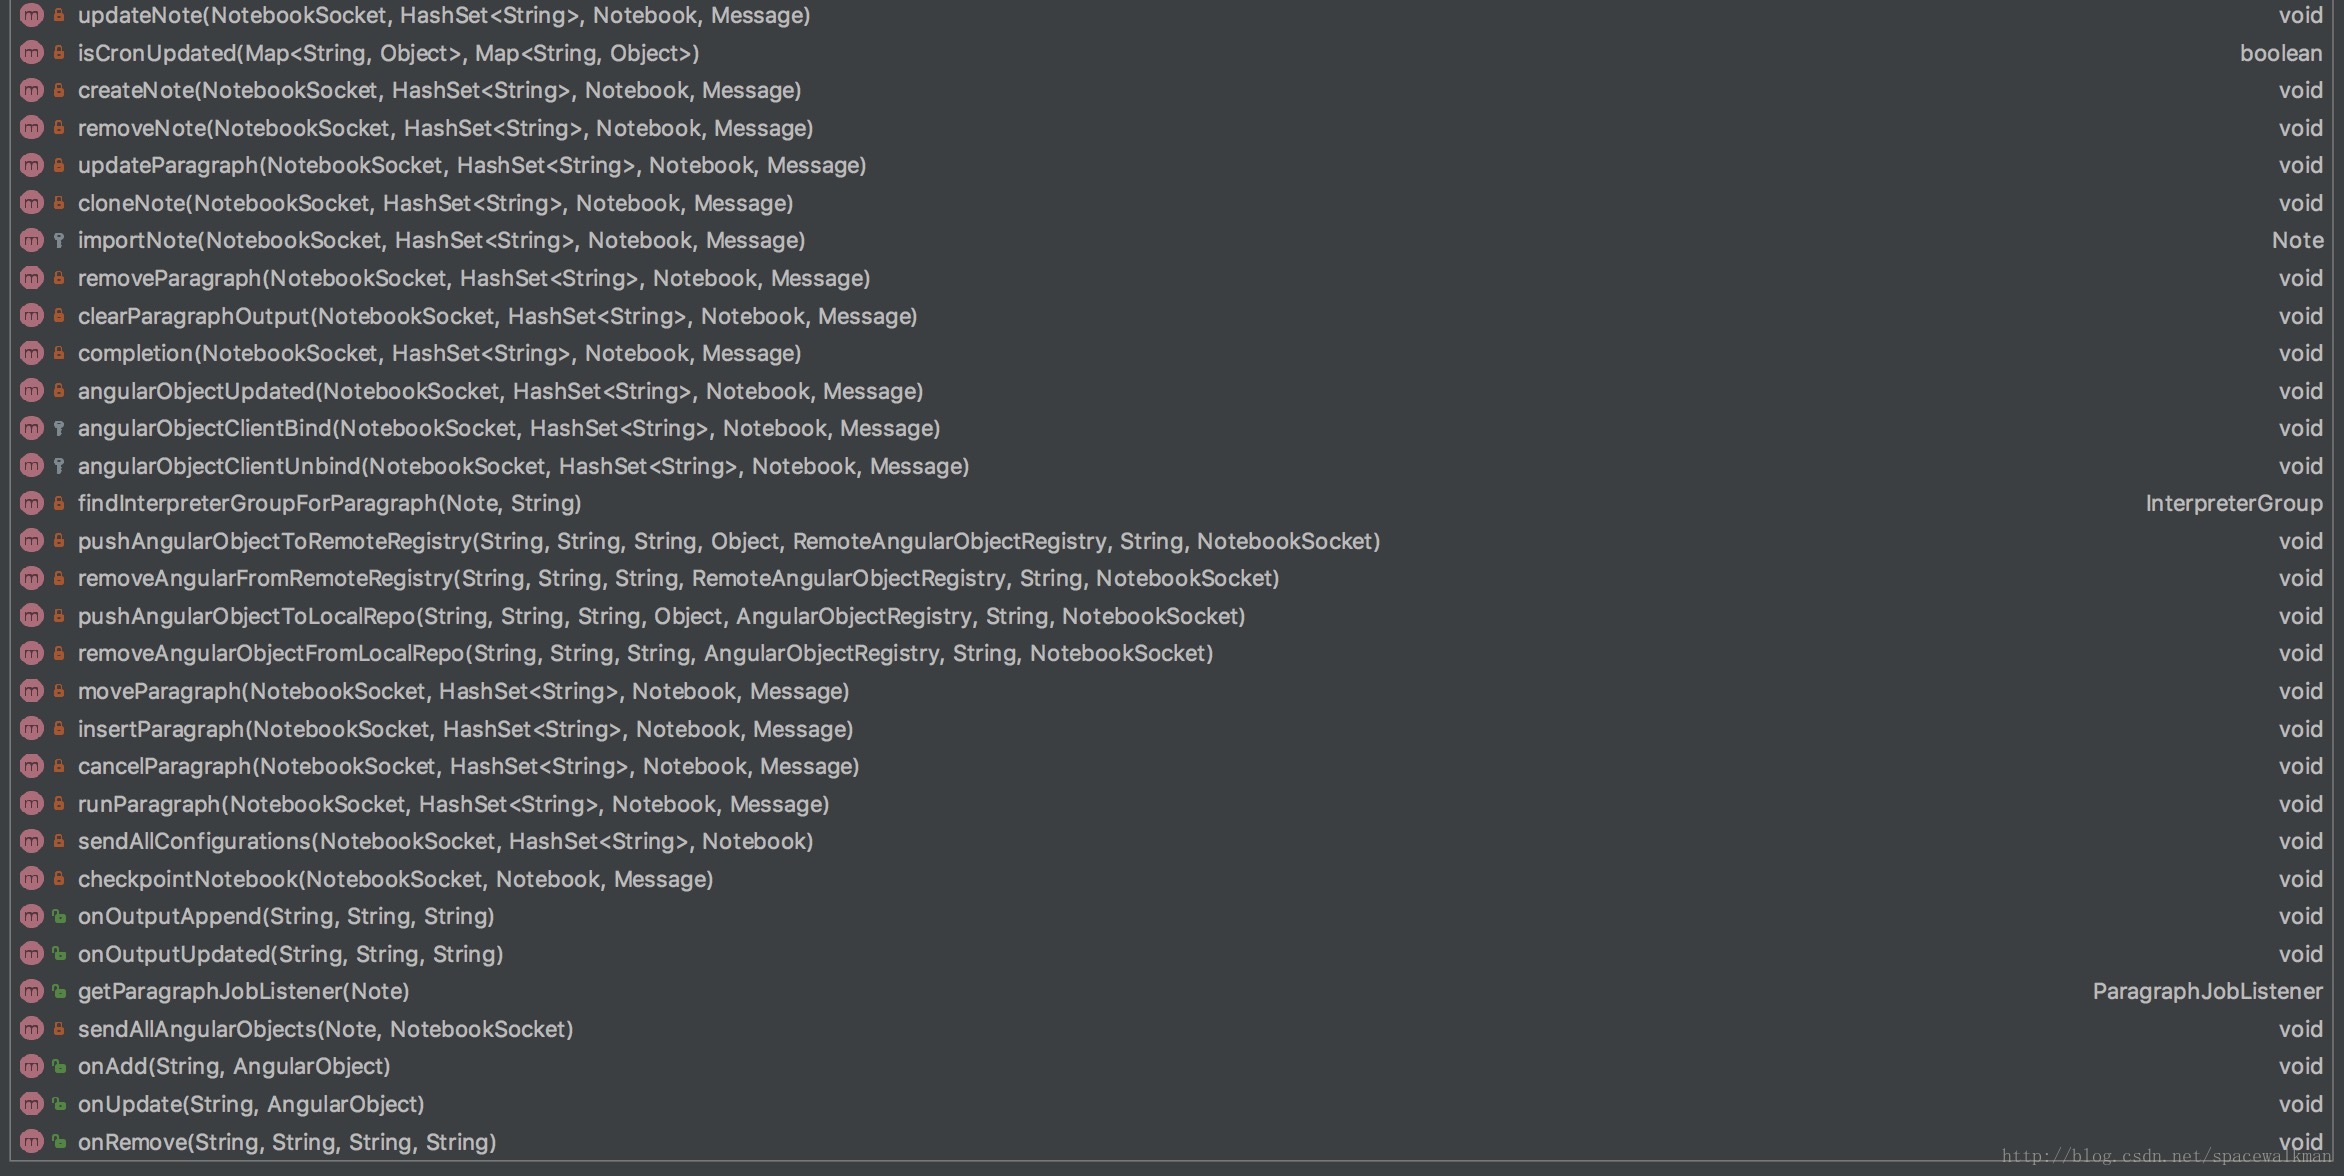 updateNote(NotebookSocket, HashSet<String>, Notebook, Message) void
isCronUpdated(Map<String, Object>, Map<String, Object>) boolean
createNote(NotebookSocket, HashSet<String>, Notebook, Message) void
removeNote(NotebookSocket, HashSet<String>, Notebook, Message) void
updateParagraph(NotebookSocket, HashSet<String>, Notebook, Message) void
cloneNote(NotebookSocket, HashSet<String>, Notebook, Message) void
importNote(NotebookSocket, HashSet<String>, Notebook, Message) Note
removeParagraph(NotebookSocket, HashSet<String>, Notebook, Message) void
clearParagraphOutput(NotebookSocket, HashSet<String>, Notebook, Message) void
completion(NotebookSocket, HashSet<String>, Notebook, Message) void
angularObjectUpdated(NotebookSocket, HashSet<String>, Notebook, Message) void
angularObjectClientBind(NotebookSocket, HashSet<String>, Notebook, Message) void
angularObjectClientUnbind(NotebookSocket, HashSet<String>, Notebook, Message) void
findInterpreterGroupForParagraph(Note, String) InterpreterGroup
pushAngularObjectToRemoteRegistry(String, String, String, Object, RemoteAngularObjectRegistry, String, NotebookSocket) void
removeAngularFromRemoteRegistry(String, String, String, RemoteAngularObjectRegistry, String, NotebookSocket) void
pushAngularObjectToLocalRepo(String, String, String, Object, AngularObjectRegistry, String, NotebookSocket) void
removeAngularObjectFromLocalRepo(String, String, String, AngularObjectRegistry, String, NotebookSocket) void
moveParagraph(NotebookSocket, HashSet<String>, Notebook, Message) void
insertParagraph(NotebookSocket, HashSet<String>, Notebook, Message) void
cancelParagraph(NotebookSocket, HashSet<String>, Notebook, Message) void
runParagraph(NotebookSocket, HashSet<String>, Notebook, Message) void
sendAllConfigurations(NotebookSocket, HashSet<String>, Notebook) void
checkpointNotebook(NotebookSocket, Notebook, Message) void
onOutputAppend(String, String, String) void
onOutputUpdated(String, String, String) void
getParagraphJobListener(Note) ParagraphJobListener
sendAllAngularObjects(Note, NotebookSocket) void
onAdd(String, AngularObject) void
onUpdate(String, AngularObject) void
onRemove(String, String, String, String) void
http://blog.csdn.net/spacewalkman